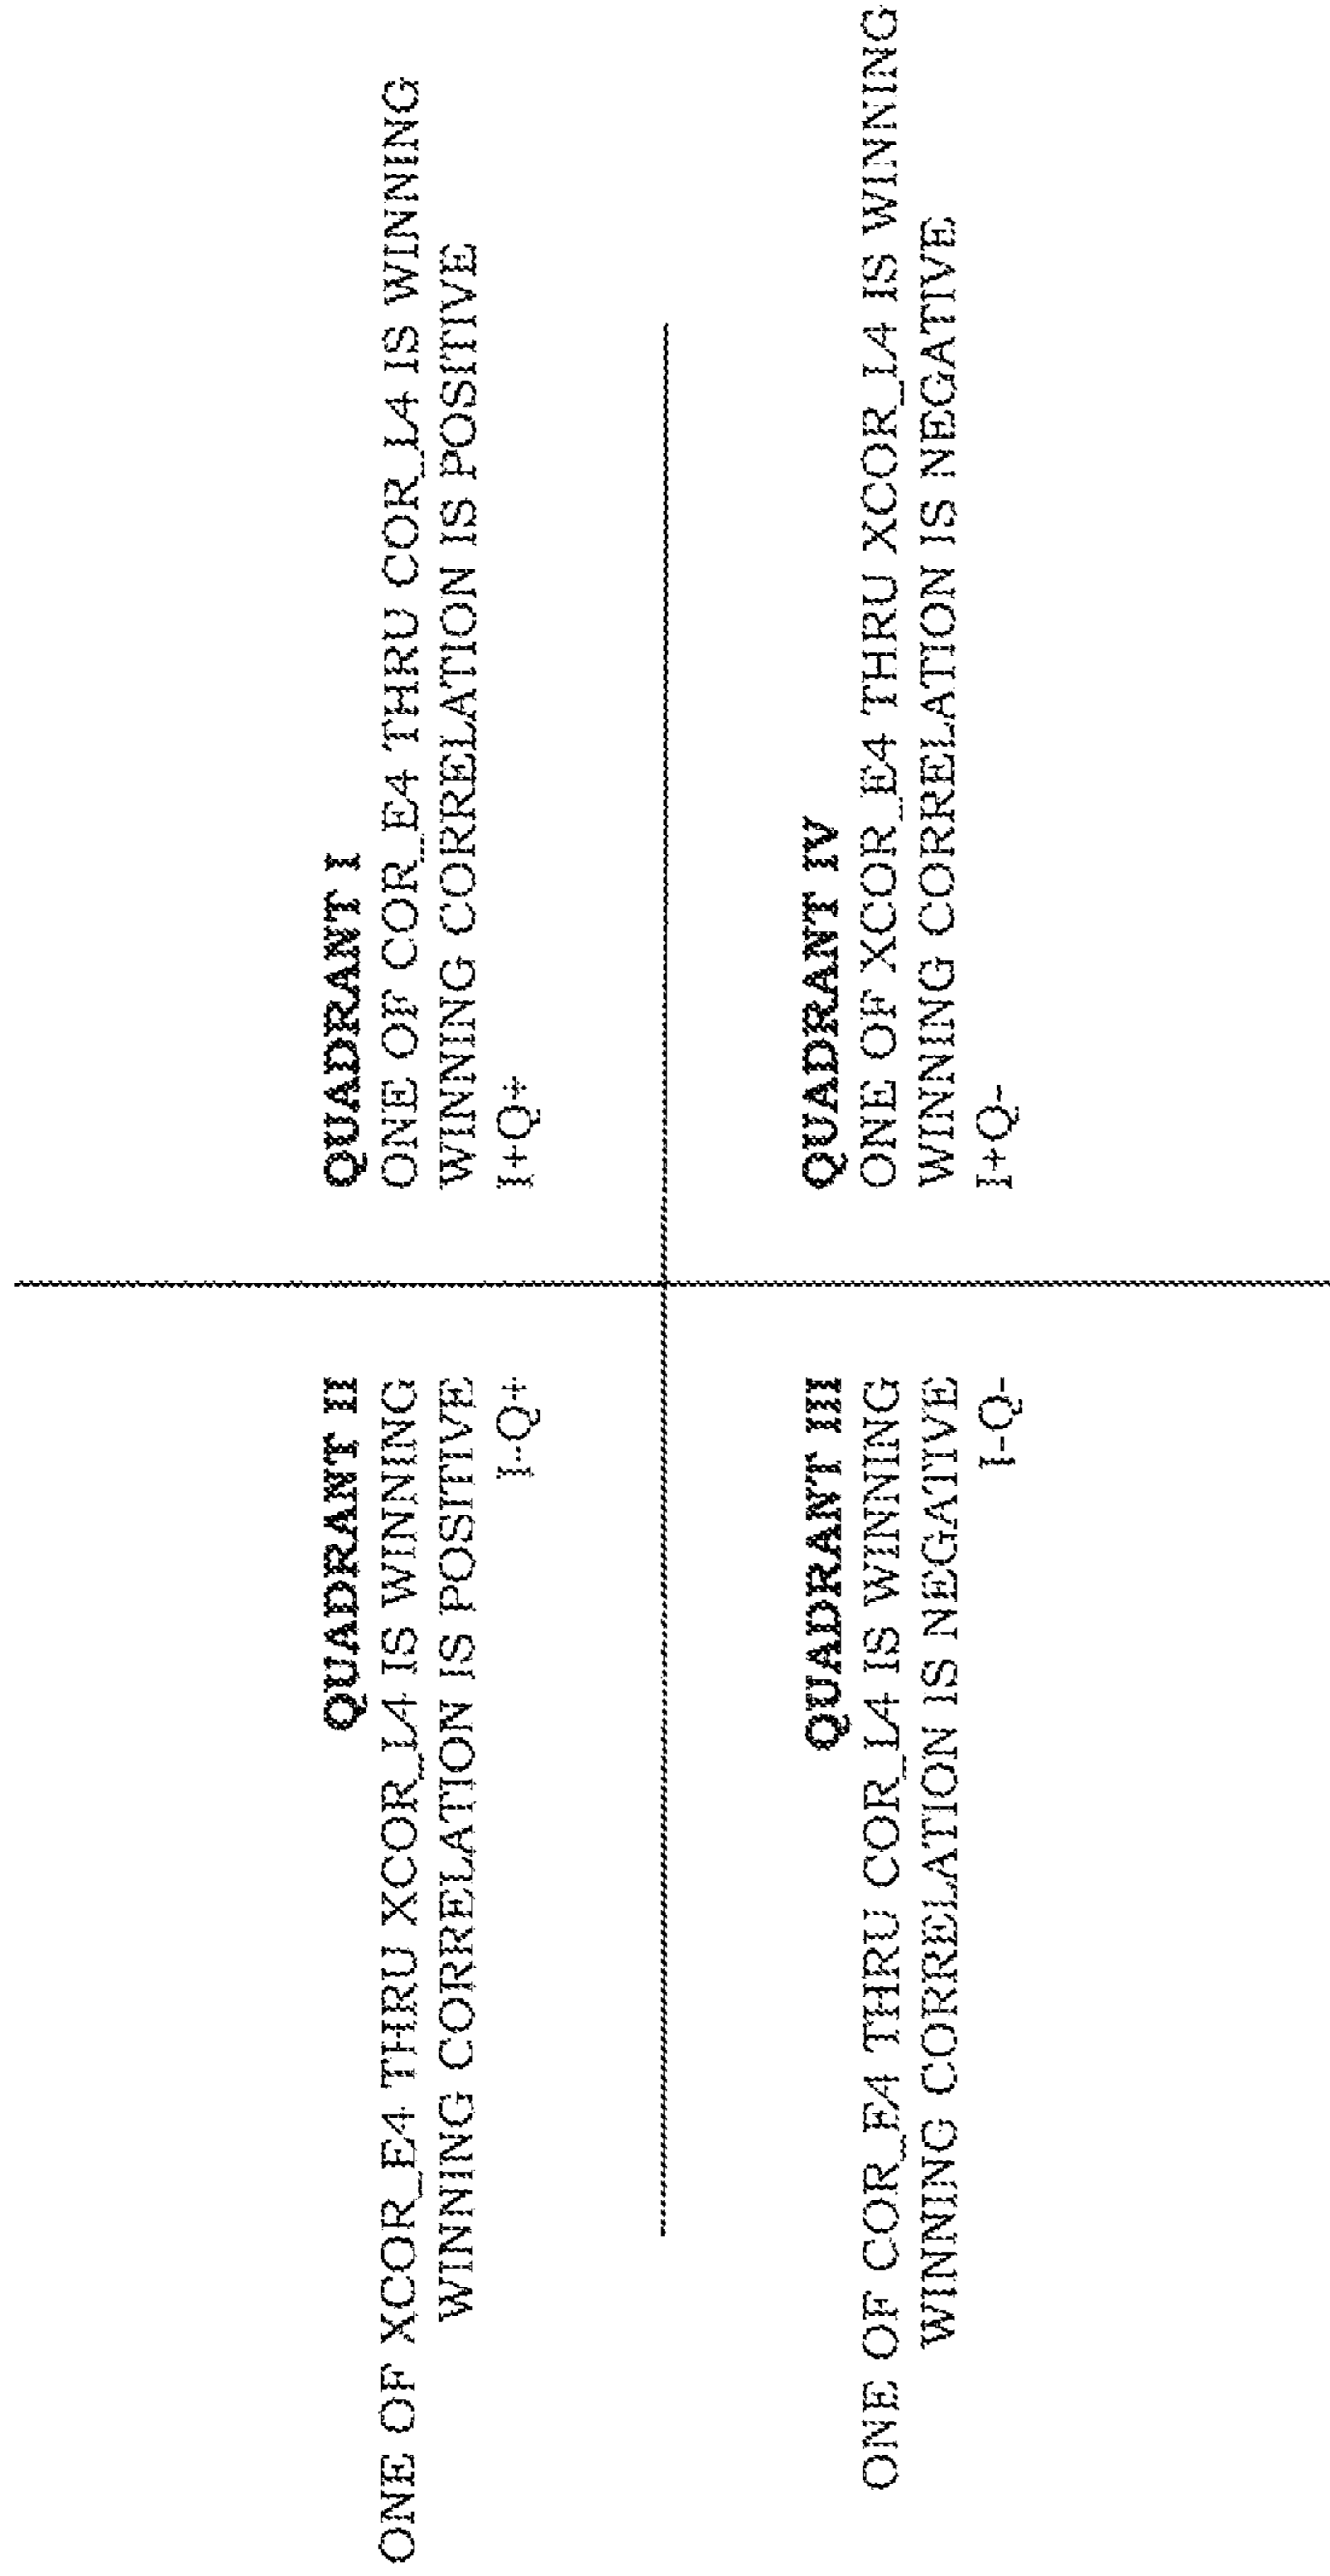 QUADRANT II
ONE OF XCOR_E4 THRU XCOR_L4 IS WINNING
WINNING CORRELATION IS POSITIVE
I-Q+
QUADRANT I
ONE OF COR_E4 THRU COR_L4 IS WINNING
WINNING CORRELATION IS POSITIVE
I+Q+
QUADRANT III
ONE OF COR_E4 THRU COR_L4 IS WINNING
WINNING CORRELATION IS NEGATIVE
I-Q-
QUADRANT IV
ONE OF XCOR_E4 THRU XCOR_L4 IS WINNING
WINNING CORRELATION IS NEGATIVE
I+Q-